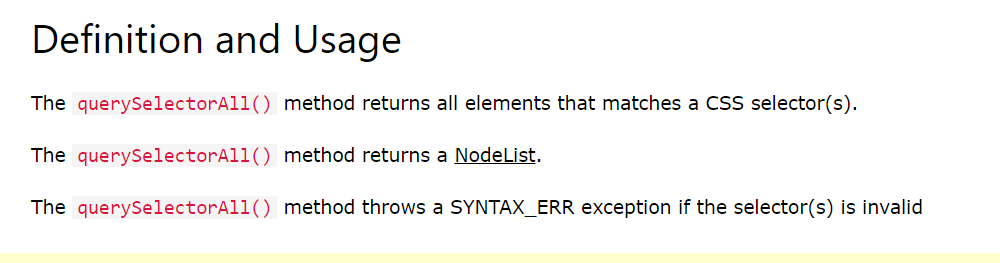 Definition and Usage
The querySelectorAll() method returns all elements that matches a CSS selector(s).
The querySelectorAll() method returns a NodeList.
The querySelectorAll() method throws a SYNTAX_ERR exception if the selector(s) is invalid